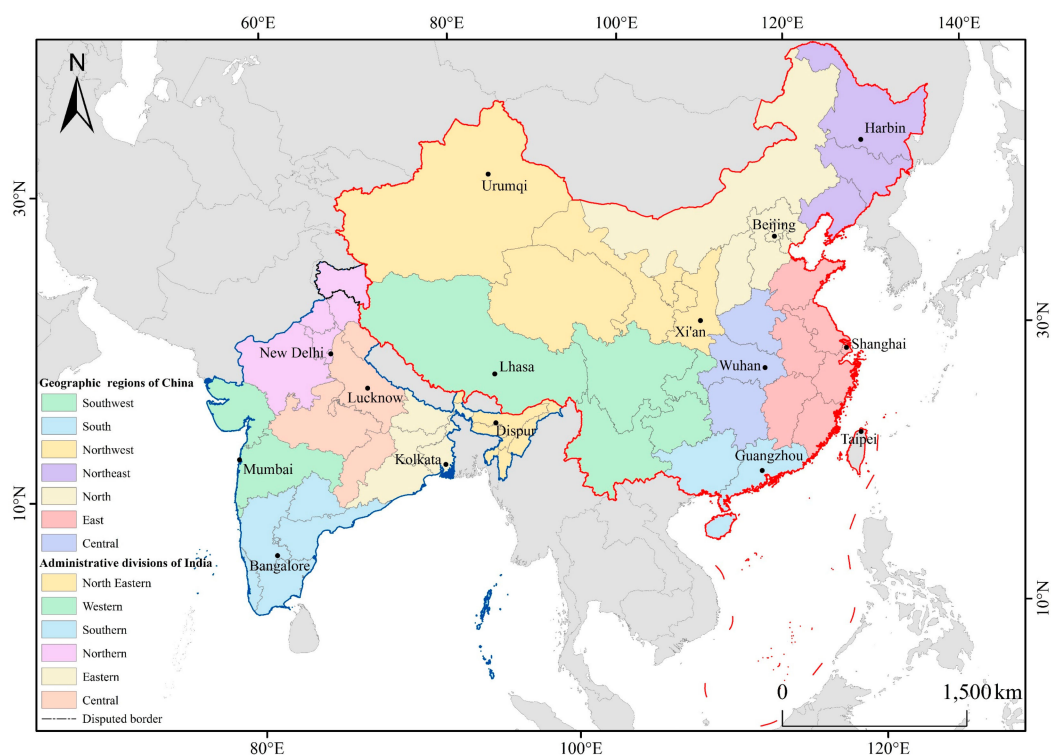 60°E
80°E
100°E
120°E
140°E
N
30°N
10°N
30°N
10°N
Harbin
Urumqi
Beijing
Xi'an
Shanghai
New Delhi
Wuhan
Lhasa
Lucknow
Taipei
Dispur
Guangzhou
Kolkata
Mumbai
Bangalore
Geographic regions of China
Southwest
South
Northwest
Northeast
North
East
Central
Administrative divisions of India
North Eastern
Western
Southern
Northern
Eastern
Central
Disputed border
0
1,500 km
80°E
100°E
120°E